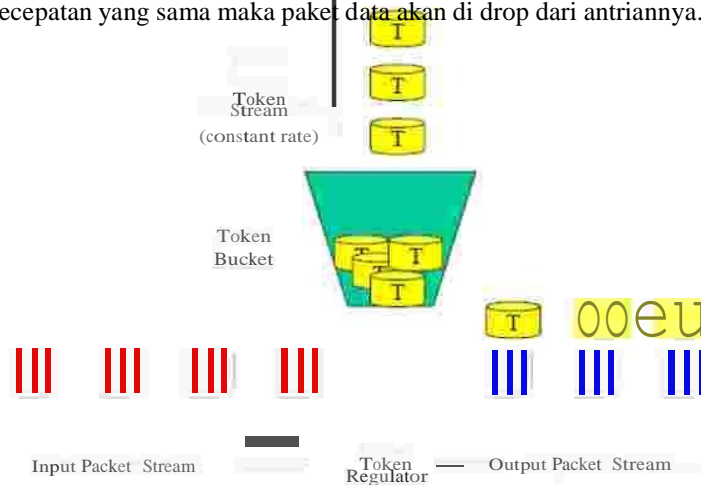 ecepatan yang sama maka paket data akan di drop dari antriannya.
T
T
Token
Stream
(constant rate)
T
Token
Bucket
T
T
T
Input Packet Stream
Token
Regulator
Output Packet Stream